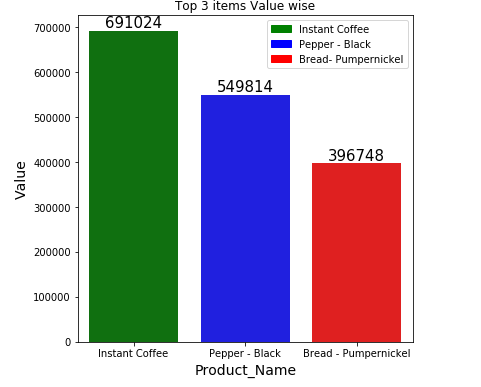 Top 3 items Value wise
691024
549814
396748
Instant Coffee
Pepper - Black
Bread- Pumpernickel
Value
700000
600000
500000
400000
300000
200000
100000
0
Instant Coffee
Pepper - Black
Bread - Pumpernickel
Product_Name